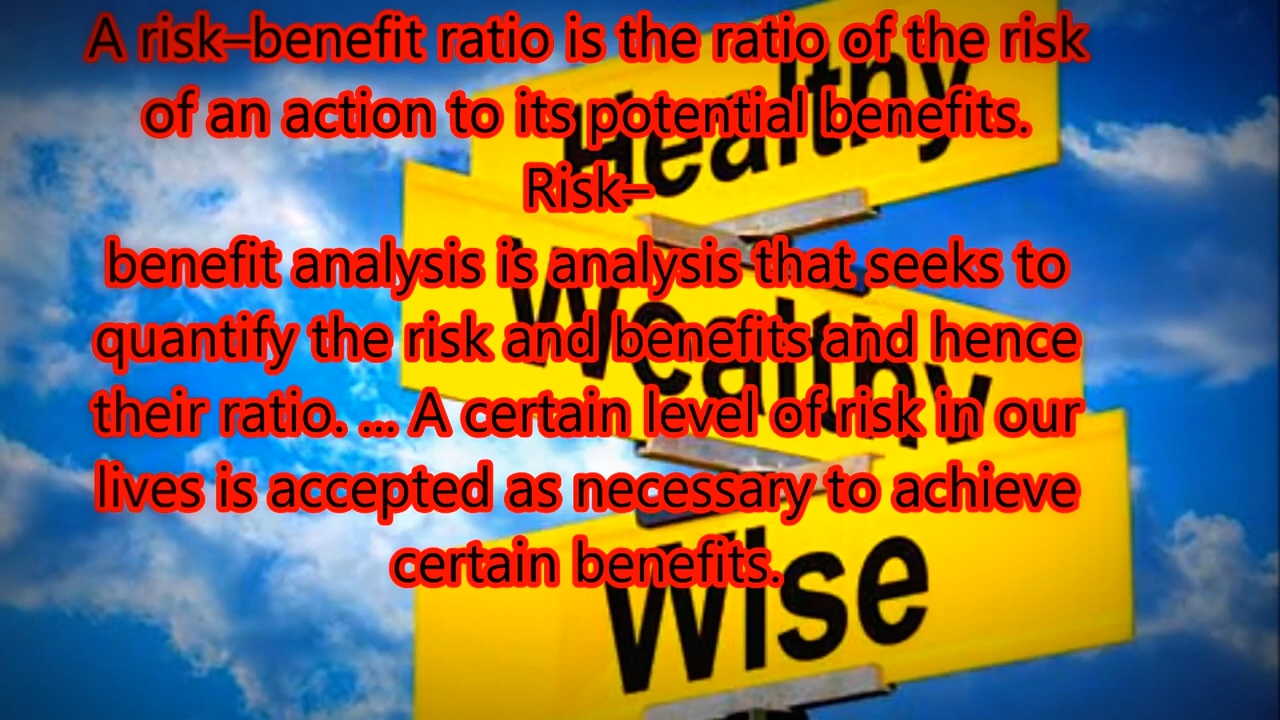 A risk–benefit ratio is the ratio of the risk
of an action to its potential benefits.
Risk–
benefit analysis is analysis that seeks to
quantify the risk and benefits and hence
their ratio. ... A certain level of risk in our
lives is accepted as necessary to achieve
certain benefits.
Healthy
Wealthy
Wise